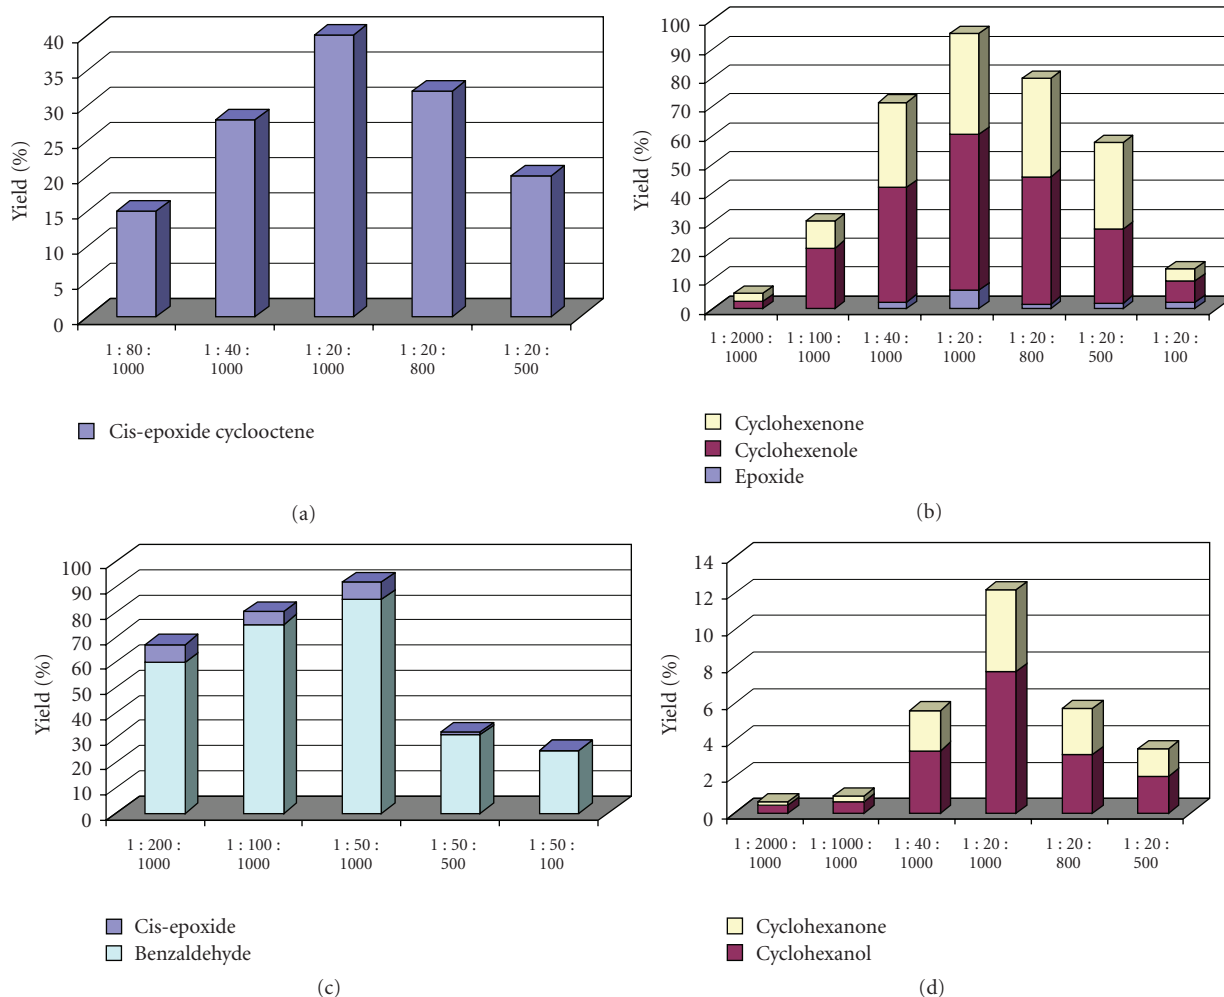 40
35
30
25
20
15
10
5
0
Yield (%)
1 : 80 :
1000
1 : 40 :
1000
1 : 20 :
1000
1 : 20 :
800
1 : 20 :
500
Cis-epoxide cyclooctene
(a)
100
90
80
70
60
50
40
30
20
10
0
Yield (%)
1 : 2000 :
1000
1 : 100 :
1000
1 : 40 :
1000
1 : 20 :
1000
1 : 20 :
800
1 : 20 :
500
1 : 20 :
100
Cyclohexenone
Cyclohexenole
Epoxide
(b)
100
90
80
70
60
50
40
30
20
10
0
Yield (%)
1 : 200 :
1000
1 : 100 :
1000
1 : 50 :
1000
1 : 50 :
500
1 : 50 :
100
Cis-epoxide
Benzaldehyde
(c)
14
12
10
8
6
4
2
0
Yield (%)
1 : 2000 :
1000
1 : 1000 :
1000
1 : 40 :
1000
1 : 20 :
1000
1 : 20 :
800
1 : 20 :
500
Cyclohexanone
Cyclohexanol
(d)